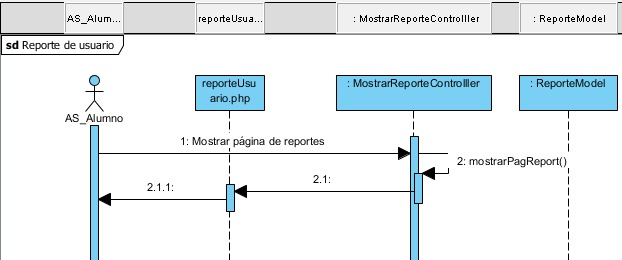 AS_Alumn...
reporteUsua...
: MostrarReporteControlller
: ReporteModel
sd Reporte de usuario
AS_Alumno
reporteUsu
ario.php
: MostrarReporteControlller
: ReporteModel
1: Mostrar página de reportes
2: mostrarPagReport()
2.1:
2.1.1: